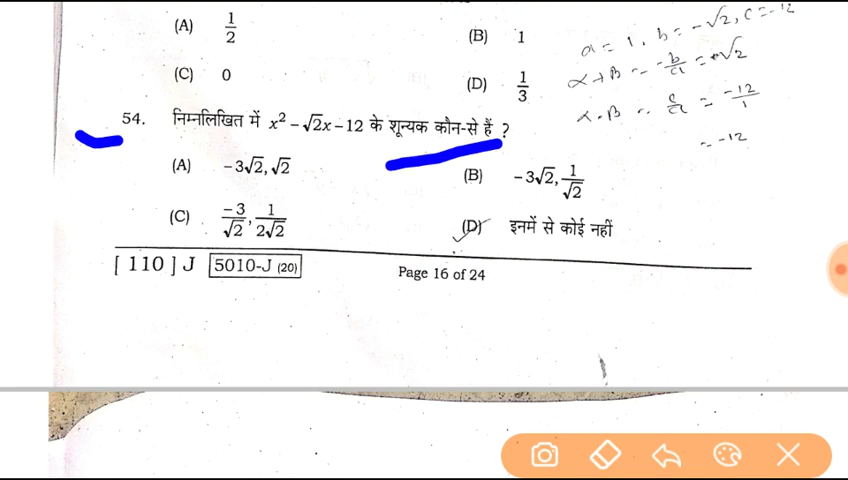 (A) 1/2
(B) 1
(C) 0
(D) 1/3
a = 1, b = -√2, c = -12
α+β = -b/a = √2
α.β = c/a = -12/1
= -12
54. निम्नलिखित में x² – √2x – 12 के शून्यक कौन-से हैं ?
(A) –3√2, √2
(B) –3√2, 1/√2
(C) –3/√2, 1/2√2
(D) इनमें से कोई नहीं
[ 110 ] J 5010-J (20)
Page 16 of 24